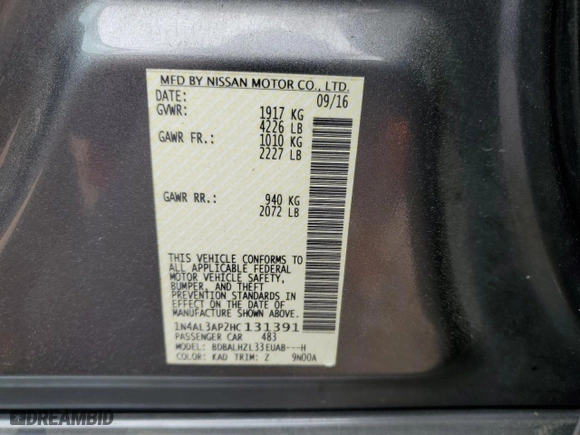 MFD BY NISSAN MOTOR CO., LTD.
DATE: 09/16
GVWR: 1917 KG
4226 LB
GAWR FR.: 1010 KG
2227 LB
GAWR RR.: 940 KG
2072 LB
THIS VEHICLE CONFORMS TO
ALL APPLICABLE FEDERAL
MOTOR VEHICLE SAFETY,
BUMPER, AND THEFT
PREVENTION STANDARDS IN
EFFECT ON THE DATE OF
MANUFACTURE SHOWN ABOVE.
1N4AL3AP2HC131391
PASSENGER CAR 483
MODEL: BDBALHZL33EUAB---H
COLOR: KAD TRIM: Z 9N00A
DREAMBID